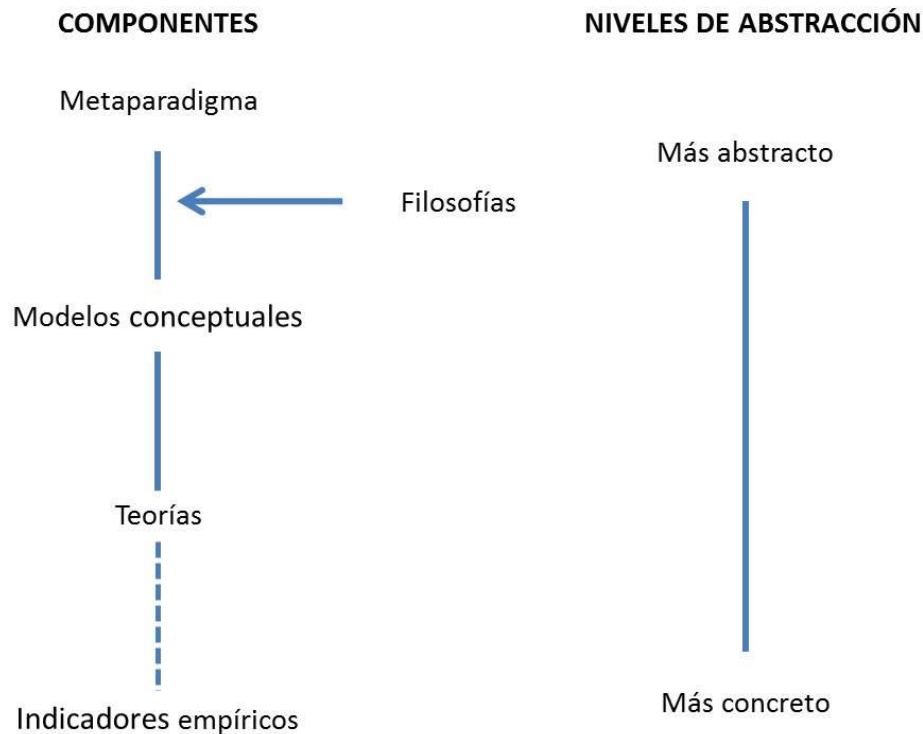 COMPONENTES
NIVELES DE ABSTRACCIÓN
Metaparadigma
Más abstracto
Filosofías
Modelos conceptuales
Teorías
Más concreto
Indicadores empíricos